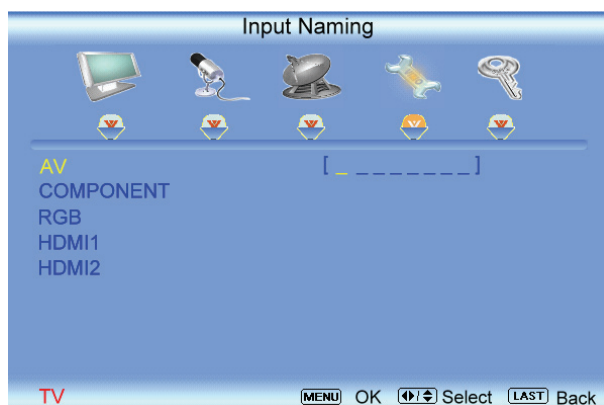 Input Naming
AV [ _ _ _ _ _ _ _ _ ]
COMPONENT
RGB
HDMI1
HDMI2
TV MENU OK Select LAST Back